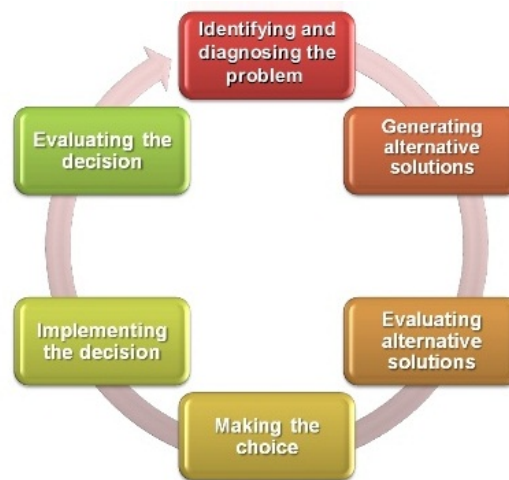 Identifying and
diagnosing the
problem
Generating
alternative
solutions
Evaluating
alternative
solutions
Making the
choice
Implementing
the decision
Evaluating the
decision